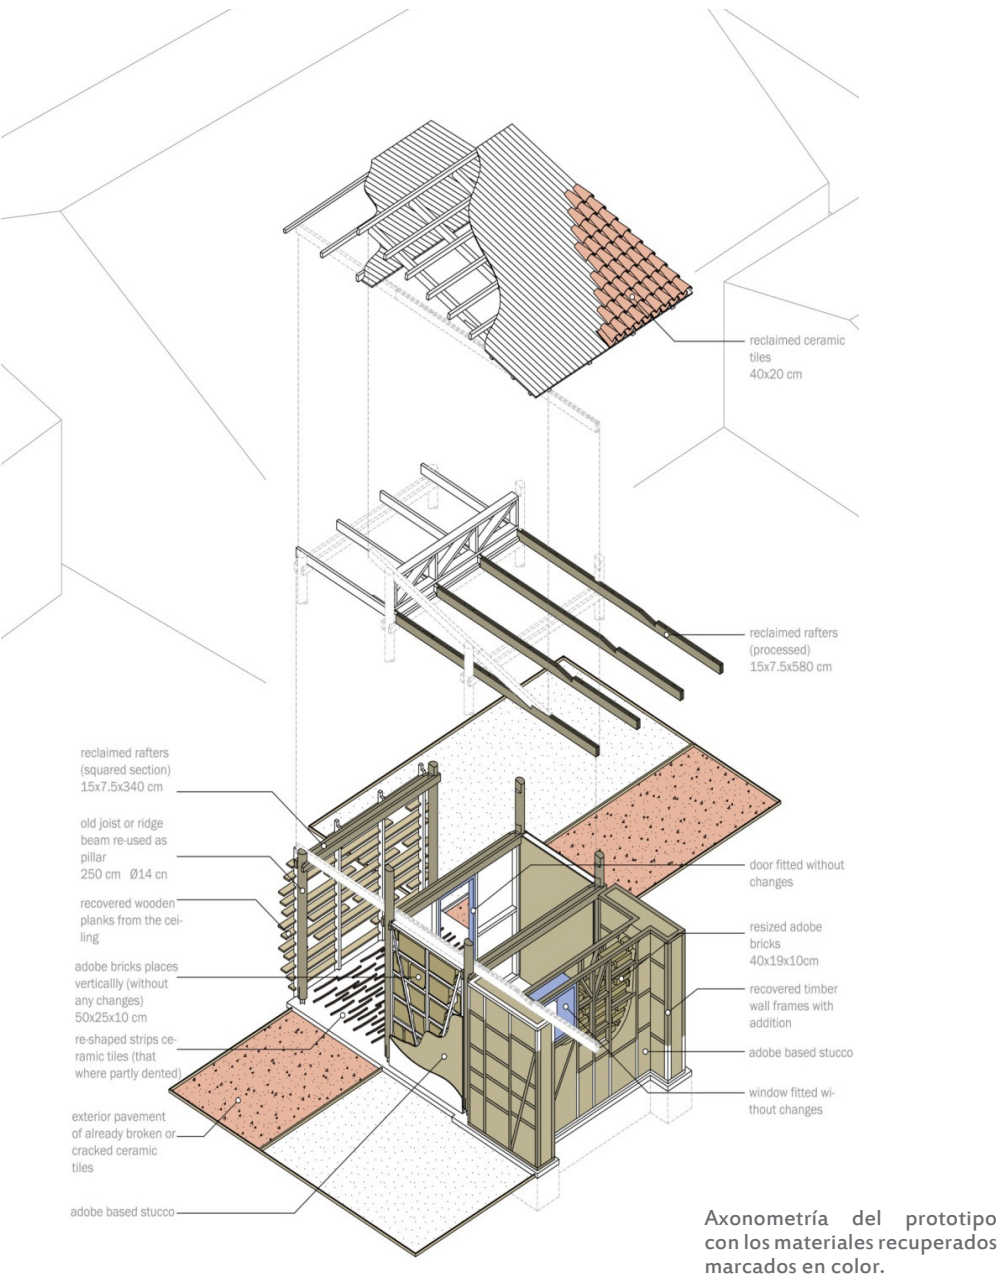 reclaimed ceramic
tiles
40x20 cm
reclaimed rafters
(processed)
15x7.5x580 cm
reclaimed rafters
(squared section)
15x7.5x340 cm
old joist or ridge
beam re-used as
pillar
250 cm Ø14 cn
recovered wooden
planks from the cei-
ling
adobe bricks places
vertically (without
any changes)
50x25x10 cm
re-shaped strips ce-
ramic tiles (that
where partly dented)
exterior pavement
of already broken or
cracked ceramic
tiles
adobe based stucco
door fitted without
changes
resized adobe
bricks
40x19x10cm
recovered timber
wall frames with
addition
adobe based stucco
window fitted wi-
thout changes
Axonometría del prototipo
con los materiales recuperados
marcados en color.